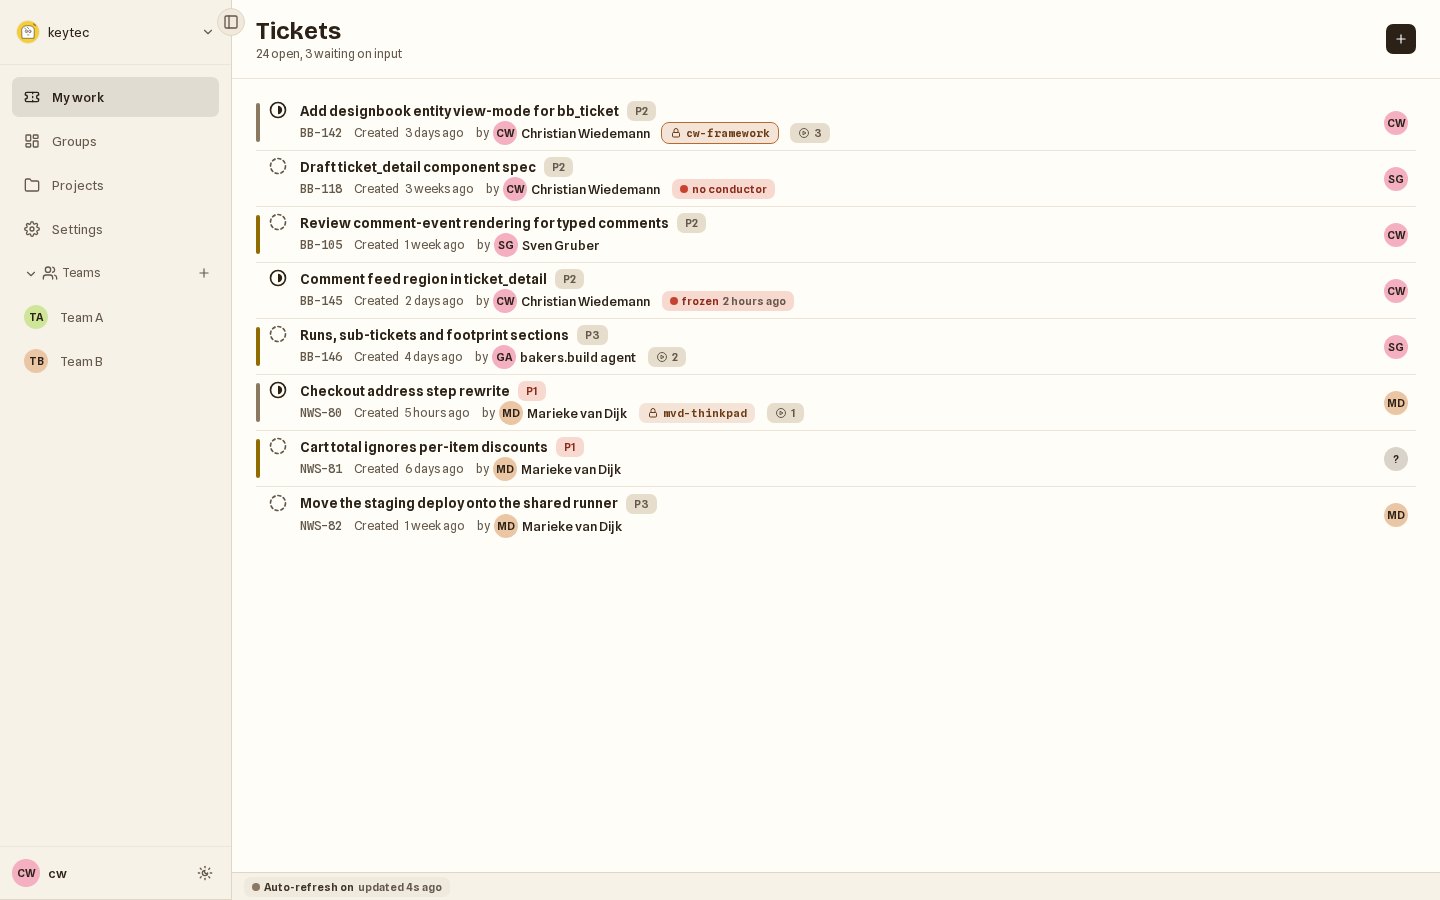 keytec
My work
Groups
Projects
Settings
Teams
TA Team A
TB Team B
CW cw
Tickets
24 open, 3 waiting on input
Add designbook entity view-mode for bb_ticket P2
BB-142 Created 3 days ago by CW Christian Wiedemann cw-framework 3
CW
Draft ticket_detail component spec P2
BB-118 Created 3 weeks ago by CW Christian Wiedemann no conductor
SG
Review comment-event rendering for typed comments P2
BB-105 Created 1 week ago by SG Sven Gruber
CW
Comment feed region in ticket_detail P2
BB-145 Created 2 days ago by CW Christian Wiedemann frozen 2 hours ago
CW
Runs, sub-tickets and footprint sections P3
BB-146 Created 4 days ago by GA bakers.build agent 2
SG
Checkout address step rewrite P1
NWS-80 Created 5 hours ago by MD Marieke van Dijk mvd-thinkpad 1
MD
Cart total ignores per-item discounts P1
NWS-81 Created 6 days ago by MD Marieke van Dijk
?
Move the staging deploy onto the shared runner P3
NWS-82 Created 1 week ago by MD Marieke van Dijk
MD
Auto-refresh on updated 4s ago